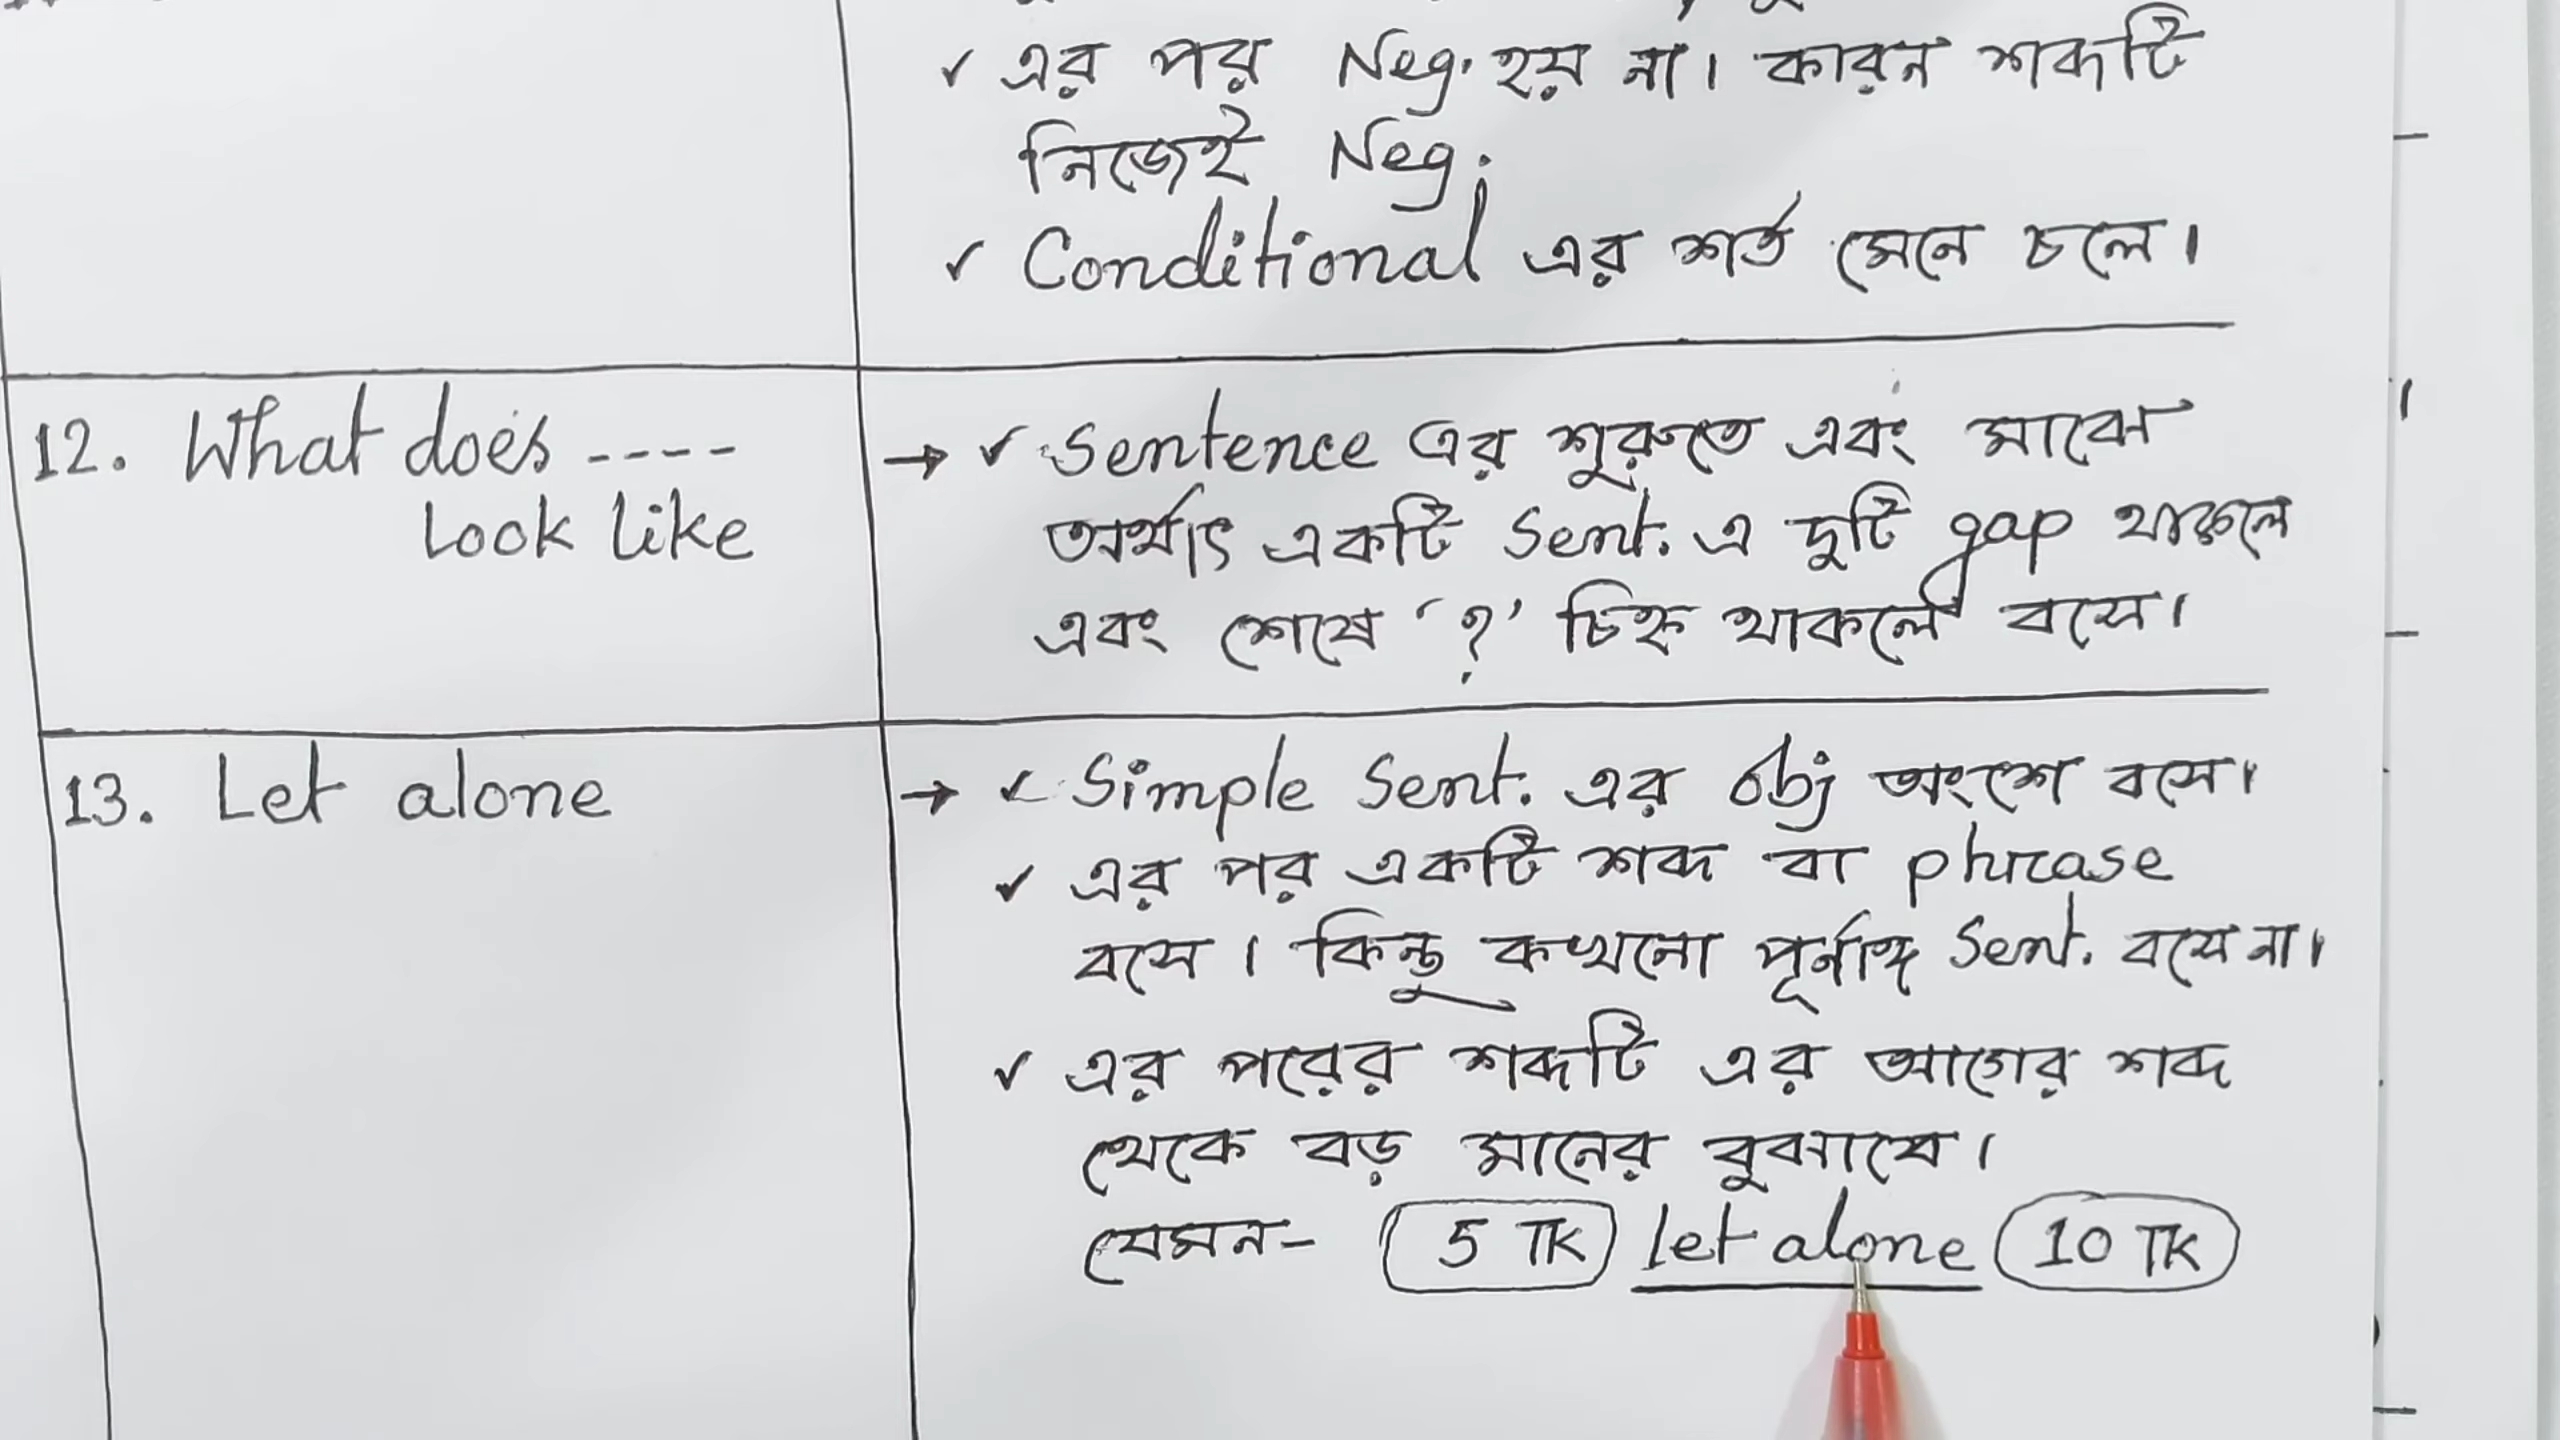 ✓ এর পর Neg. হয় না। কারন শব্দটি
নিজেই Neg.
✓ Conditional এর শর্ত মেনে চলে।
12. What does ----
Look like
→ ✓ Sentence এর শুরুতে এবং মাঝে
অর্থাৎ একটি Sent. এ দুটি gap থাকলে
এবং শেষে '?' চিহ্ন থাকলে বসে।
13. Let alone
→ ✓ Simple Sent. এর Obj অংশে বসে।
✓ এর পর একটি শব্দ বা phrase
বসে। কিন্তু কখনো পূর্নাঙ্গ Sent. বসে না।
✓ এর পরের শব্দটি এর আগের শব্দ
থেকে বড় মানের বুঝাবে।
যেমন- 5 TK let alone 10 TK